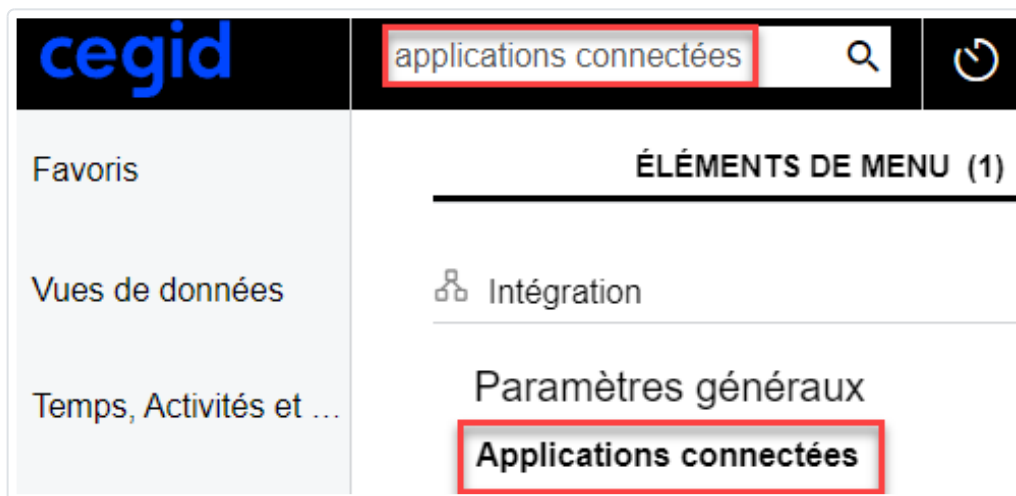 cegid
applications connectées
Favoris
ÉLÉMENTS DE MENU (1)
Vues de données
Intégration
Temps, Activités et ...
Paramètres généraux
Applications connectées